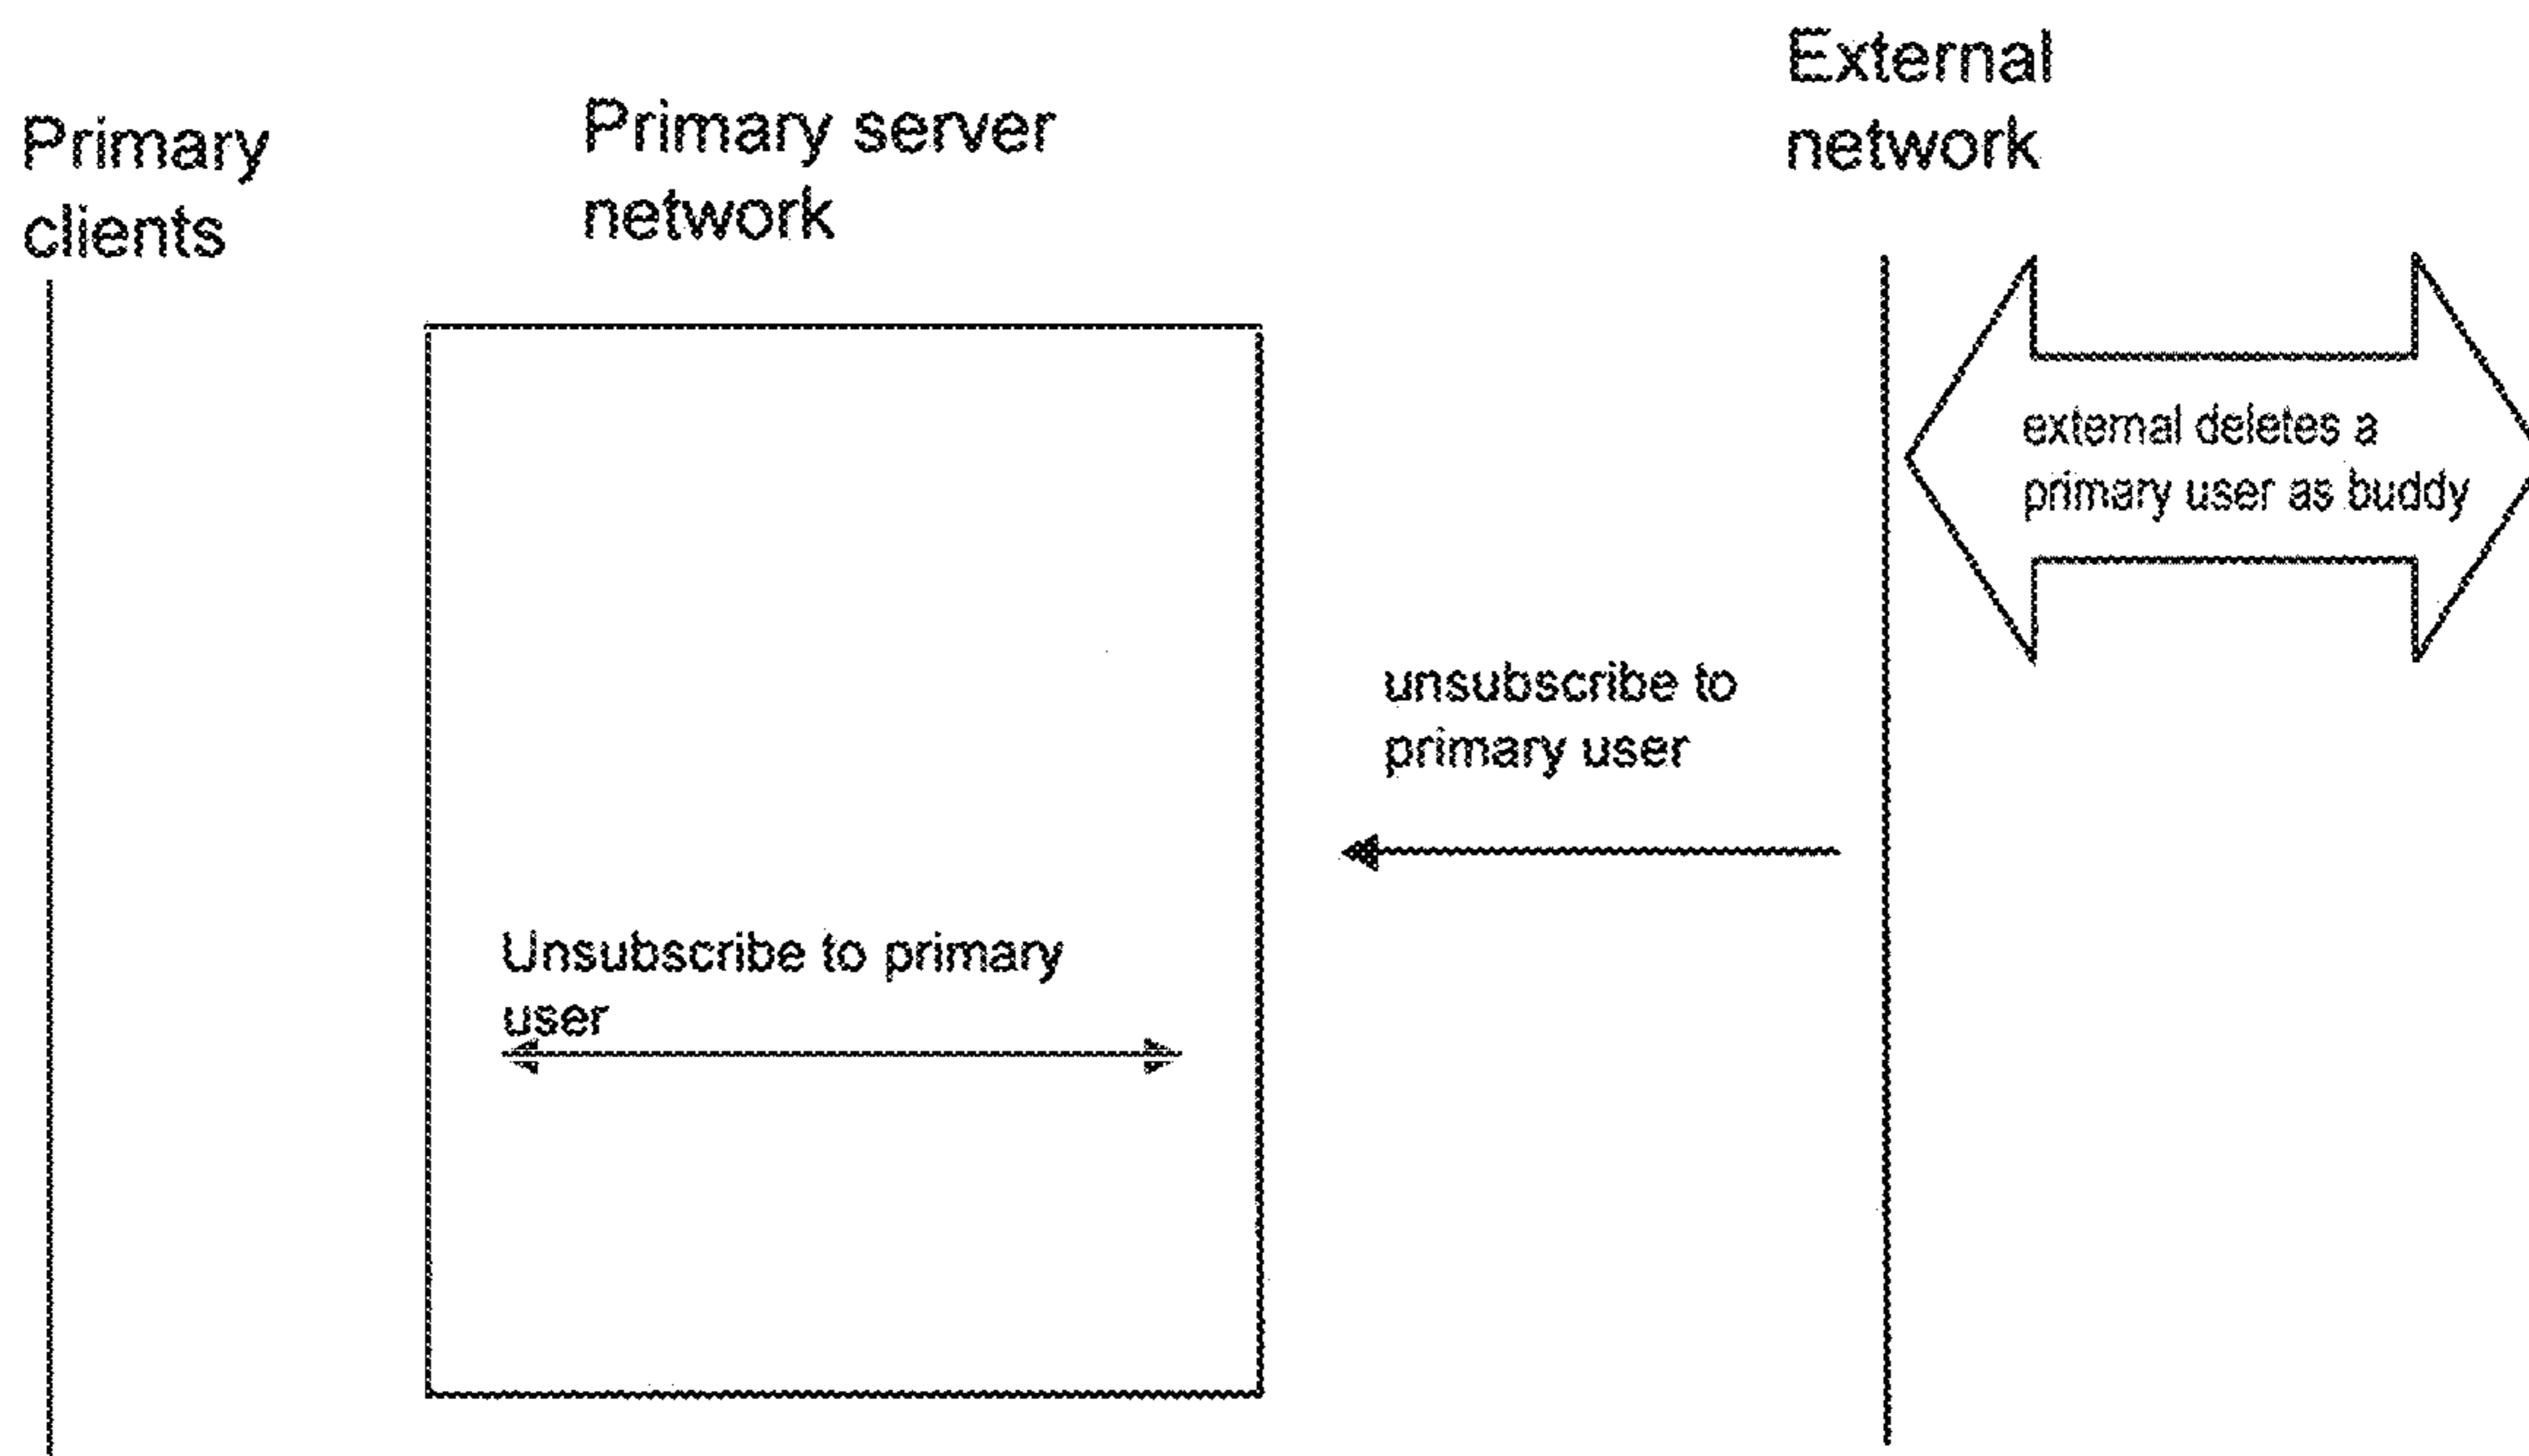 Primary
clients
Primary server
network
External
network
external deletes a
primary user as buddy
unsubscribe to
primary user
Unsubscribe to primary
user